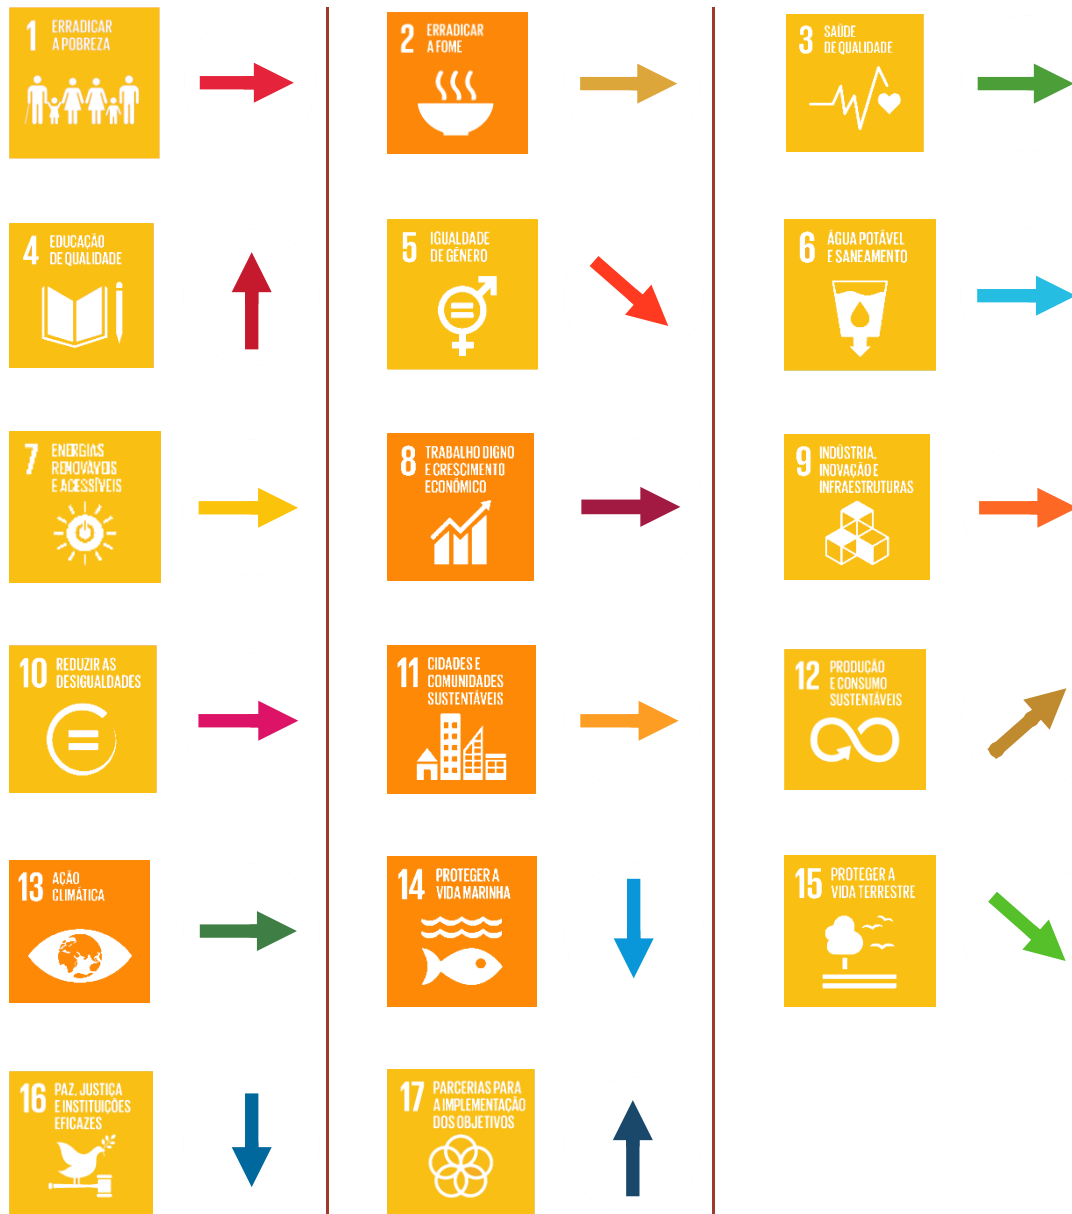 1 ERRADICAR
A POBREZA
2 ERRADICAR
A FOME
3 SAÚDE
DE QUALIDADE
4 EDUCAÇÃO
DE QUALIDADE
5 IGUALDADE
DE GÉNERO
6 ÁGUA POTÁVEL
E SANEAMENTO
7 ENERGIAS
RENOVÁVEIS
E ACESSÍVEIS
8 TRABALHO DIGNO
E CRESCIMENTO
ECONÓMICO
9 INDÚSTRIA,
INOVAÇÃO E
INFRAESTRUTURAS
10 REDUZIR AS
DESIGUALDADES
11 CIDADES E
COMUNIDADES
SUSTENTÁVEIS
12 PRODUÇÃO
E CONSUMO
SUSTENTÁVEIS
13 AÇÃO
CLIMÁTICA
14 PROTEGER A
VIDA MARINHA
15 PROTEGER A
VIDA TERRESTRE
16 PAZ, JUSTIÇA
E INSTITUIÇÕES
EFICAZES
17 PARCERIAS PARA
A IMPLEMENTAÇÃO
DOS OBJETIVOS